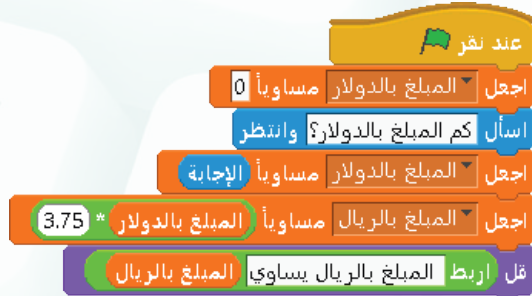 عند نقر
اجعل المبلغ بالدولار مساوياً 0
اسأل كم المبلغ بالدولار؟ وانتظر
اجعل المبلغ بالدولار مساوياً الإجابة
اجعل المبلغ بالريال مساوياً المبلغ بالدولار * 3.75
قل اربط المبلغ بالريال يساوي المبلغ بالريال